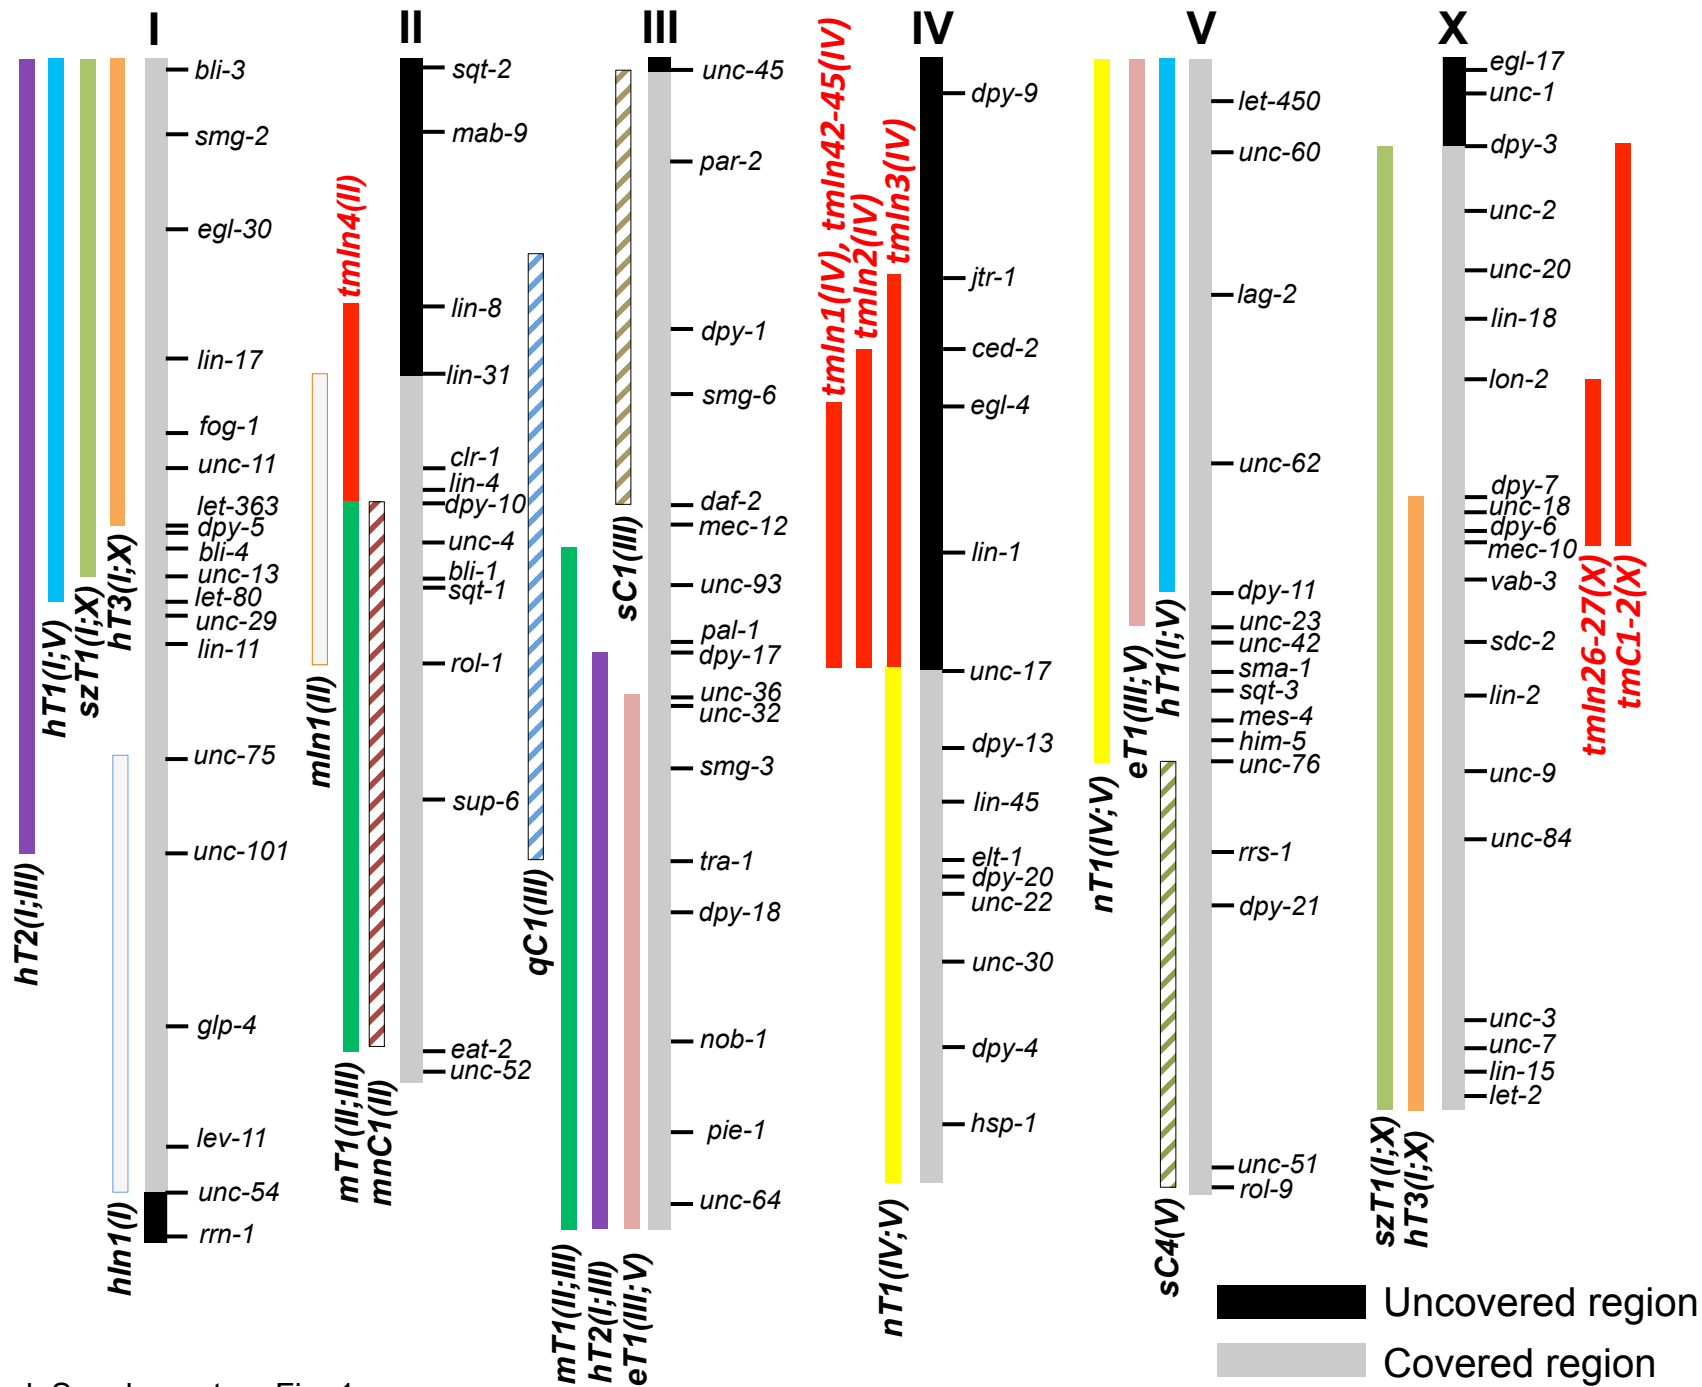 I
II
III
IV
V
X
bli-3
smg-2
egl-30
lin-17
fog-1
unc-11
let-363
dpy-5
bli-4
unc-13
let-80
unc-29
lin-11
unc-75
unc-101
glp-4
lev-11
unc-54
rrn-1
hT2(I;III)
hT1(I;V)
szT1(I;X)
hT3(I;X)
hIn1(I)
sqt-2
mab-9
lin-8
lin-31
clr-1
lin-4
dpy-10
unc-4
bli-1
sqt-1
rol-1
sup-6
eat-2
unc-52
mIn1(II)
tmIn4(II)
mT1(II;III)
mnC1(II)
unc-45
par-2
dpy-1
smg-6
daf-2
mec-12
unc-93
pal-1
dpy-17
unc-36
unc-32
smg-3
tra-1
dpy-18
nob-1
pie-1
unc-64
qC1(III)
sC1(III)
mT1(II;III)
hT2(I;III)
eT1(III;V)
dpy-9
jtr-1
ced-2
egl-4
lin-1
unc-17
dpy-13
lin-45
elt-1
dpy-20
unc-22
unc-30
dpy-4
hsp-1
tmIn1(IV), tmIn42-45(IV)
tmIn2(IV)
tmIn3(IV)
nT1(IV;V)
let-450
unc-60
lag-2
unc-62
dpy-11
unc-23
unc-42
sma-1
sqt-3
mes-4
him-5
unc-76
rrs-1
dpy-21
unc-51
rol-9
nT1(IV;V)
eT1(III;V)
hT1(I;V)
sC4(V)
egl-17
unc-1
dpy-3
unc-2
unc-20
lin-18
lon-2
dpy-7
unc-18
dpy-6
mec-10
vab-3
sdc-2
lin-2
unc-9
unc-84
unc-3
unc-7
lin-15
let-2
szT1(I;X)
hT3(I;X)
tmIn26-27(X)
tmC1-2(X)
Uncovered region
Covered region